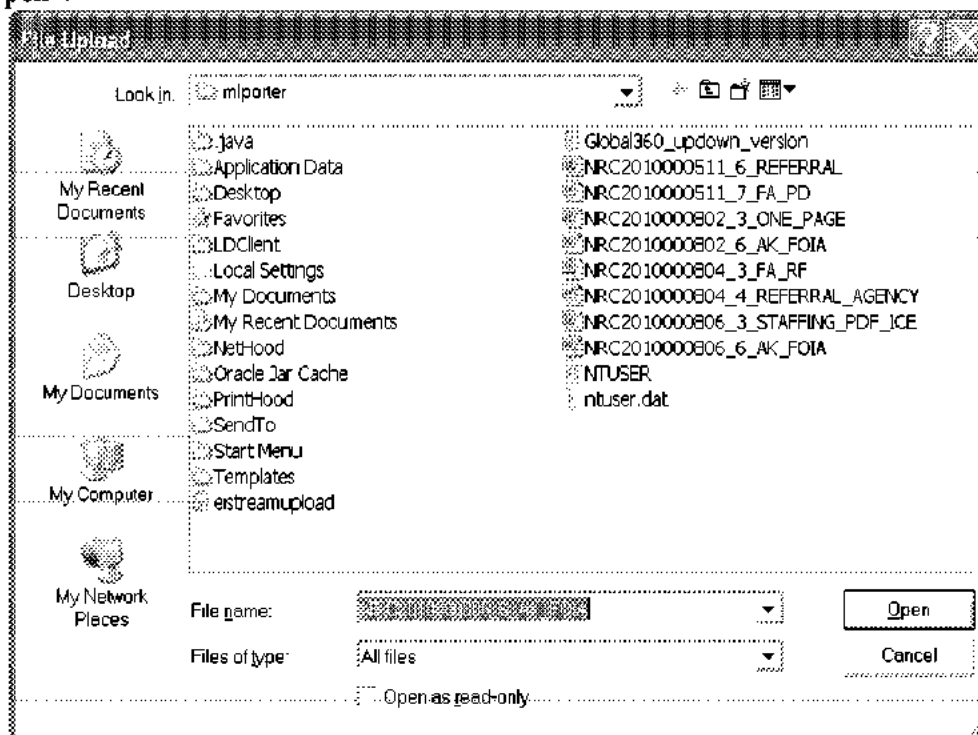 File Upload
Look in:
mlporter
My Recent
Documents
Desktop
My Documents
My Computer
My Network
Places
.java
Application Data
Desktop
Favorites
LDClient
Local Settings
My Documents
My Recent Documents
NetHood
Oracle Jar Cache
PrintHood
SendTo
Start Menu
Templates
eistreamupload
Global360_updown_version
NRC2010000511_6_REFERRAL
NRC2010000511_7_FA_PD
NRC2010000802_3_ONE_PAGE
NRC2010000802_6_AK_FOIA
NRC2010000804_3_FA_RF
NRC2010000804_4_REFERRAL_AGENCY
NRC2010000806_3_STAFFING_PDF_ICE
NRC2010000806_6_AK_FOIA
NTUSER
ntuser.dat
File name:
Open
Files of type:
All files
Cancel
Open as read-only